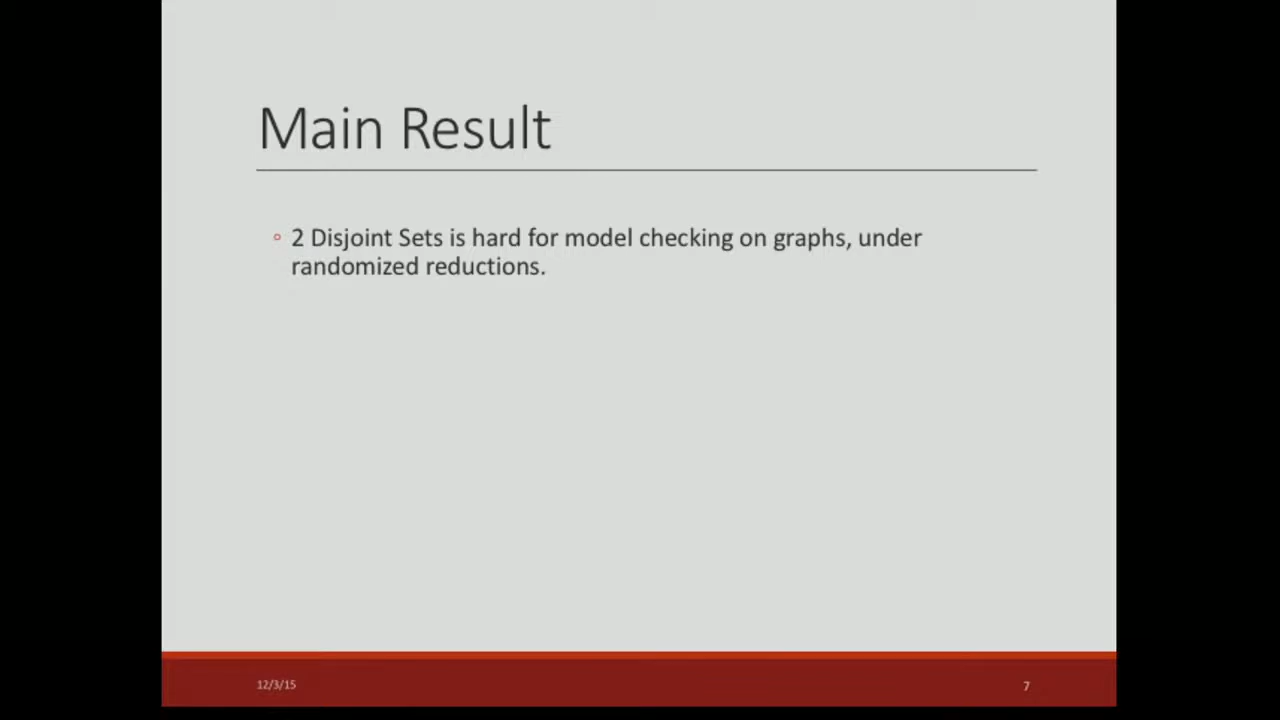 Main Result
◦ 2 Disjoint Sets is hard for model checking on graphs, under
randomized reductions.
12/3/15
7